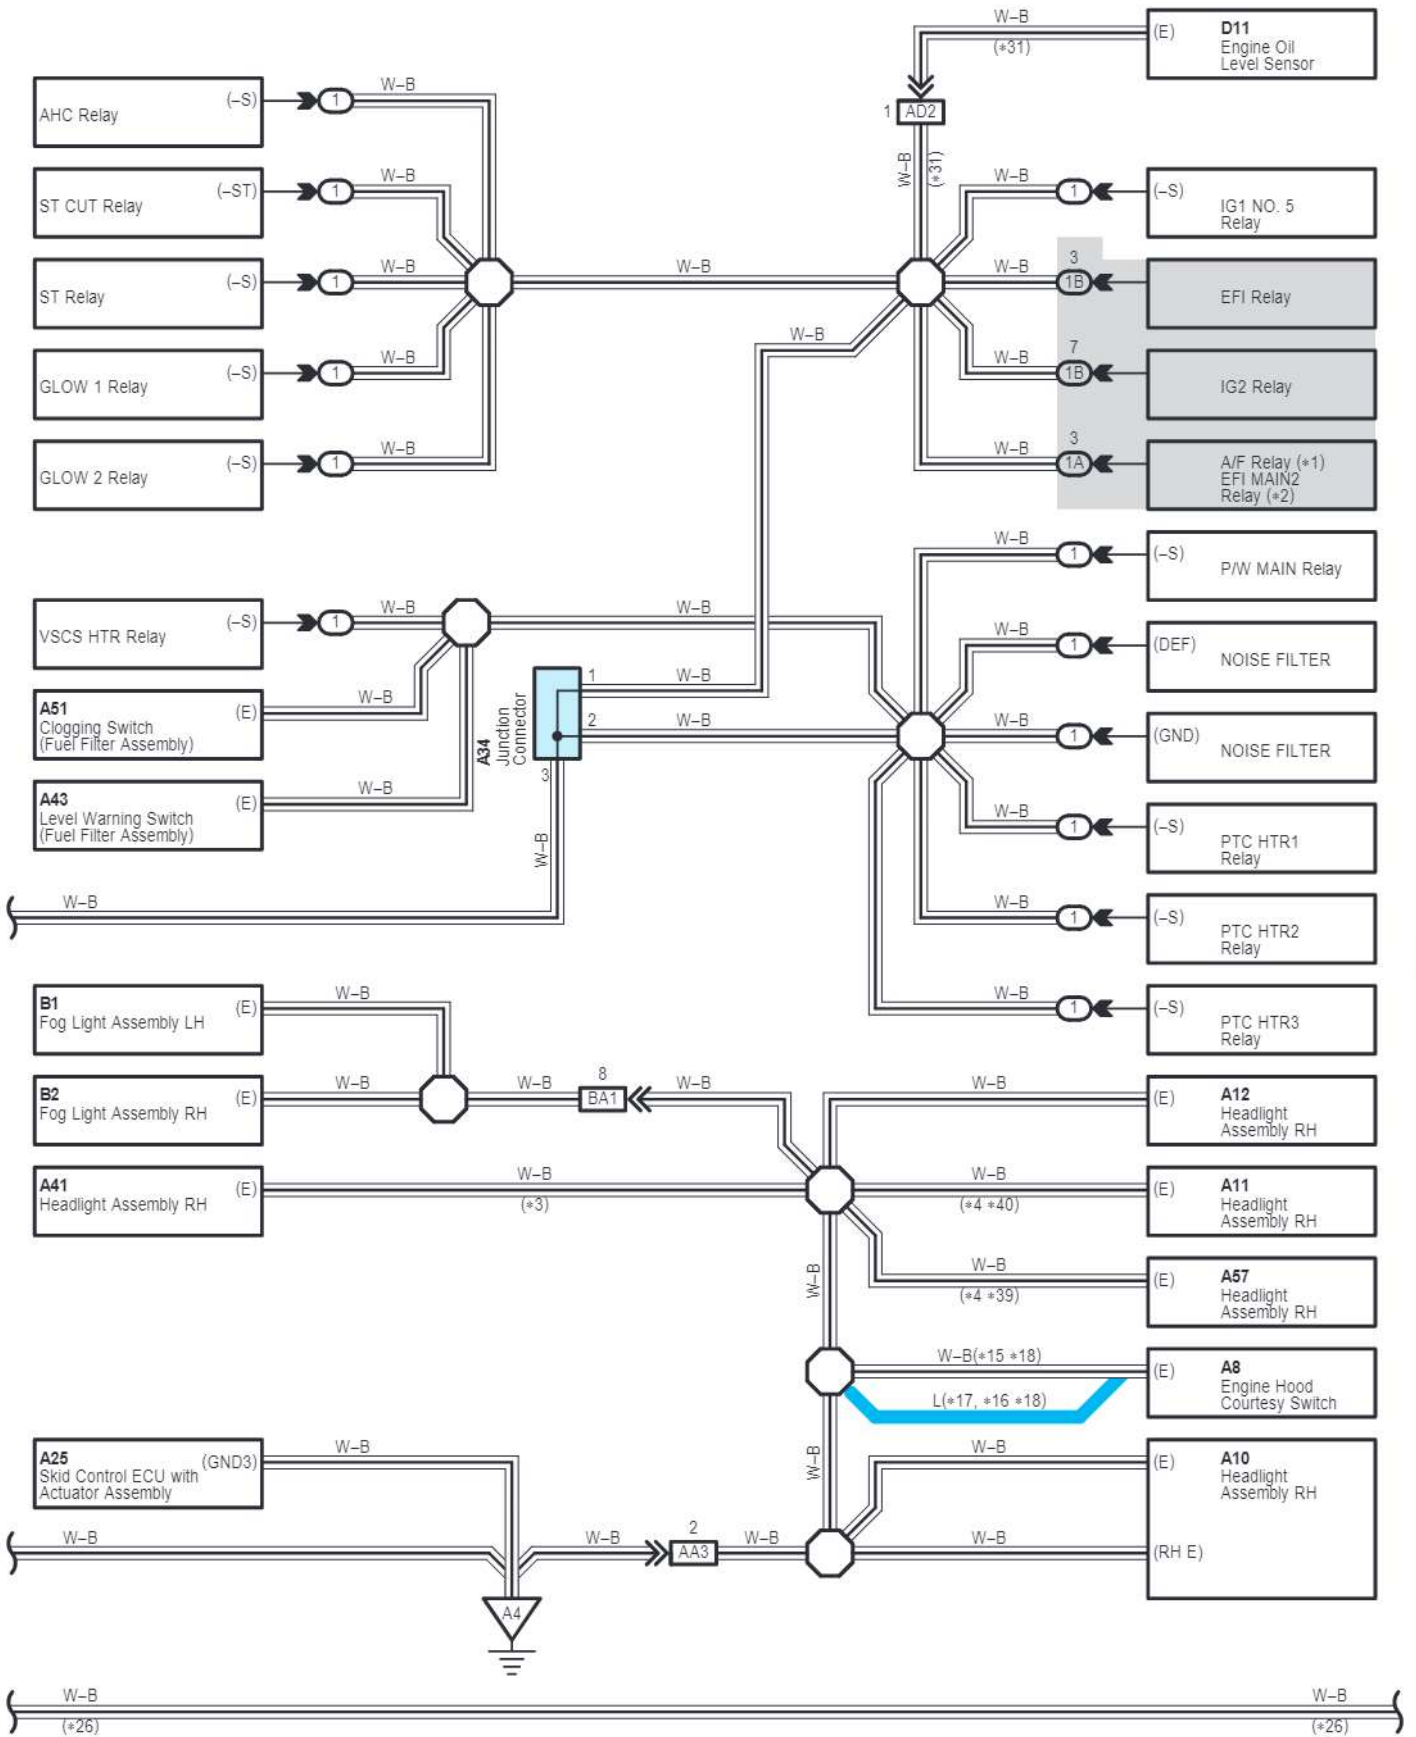 W–B
(∗31)
(E)
D11
Engine Oil
Level Sensor
AHC Relay
(–S)
1
W–B
1
AD2
W–B
(∗31)
ST CUT Relay
(–ST)
1
W–B
W–B
1
(–S)
IG1 NO. 5
Relay
ST Relay
(–S)
1
W–B
W–B
W–B
3
1B
EFI Relay
GLOW 1 Relay
(–S)
1
W–B
W–B
W–B
7
1B
IG2 Relay
GLOW 2 Relay
(–S)
1
W–B
W–B
3
1A
A/F Relay (∗1)
EFI MAIN2
Relay (∗2)
W–B
1
(–S)
P/W MAIN Relay
VSCS HTR Relay
(–S)
1
W–B
W–B
W–B
1
(DEF)
NOISE FILTER
A51
Clogging Switch
(Fuel Filter Assembly)
(E)
W–B
A34
Junction
Connector
1
W–B
2
W–B
3
W–B
W–B
1
(GND)
NOISE FILTER
A43
Level Warning Switch
(Fuel Filter Assembly)
(E)
W–B
W–B
1
(–S)
PTC HTR1
Relay
W–B
W–B
1
(–S)
PTC HTR2
Relay
W–B
1
(–S)
PTC HTR3
Relay
B1
Fog Light Assembly LH
(E)
W–B
B2
Fog Light Assembly RH
(E)
W–B
W–B
8
BA1
W–B
W–B
(E)
A12
Headlight
Assembly RH
A41
Headlight Assembly RH
(E)
W–B
(∗3)
W–B
(∗4 ∗40)
(E)
A11
Headlight
Assembly RH
W–B
W–B
(∗4 ∗39)
(E)
A57
Headlight
Assembly RH
W–B(∗15 ∗18)
L(∗17, ∗16 ∗18)
(E)
A8
Engine Hood
Courtesy Switch
A25
Skid Control ECU with
Actuator Assembly
(GND3)
W–B
W–B
W–B
(E)
A10
Headlight
Assembly RH
W–B
W–B
2
AA3
W–B
W–B
(RH E)
A4
W–B
(∗26)
W–B
(∗26)